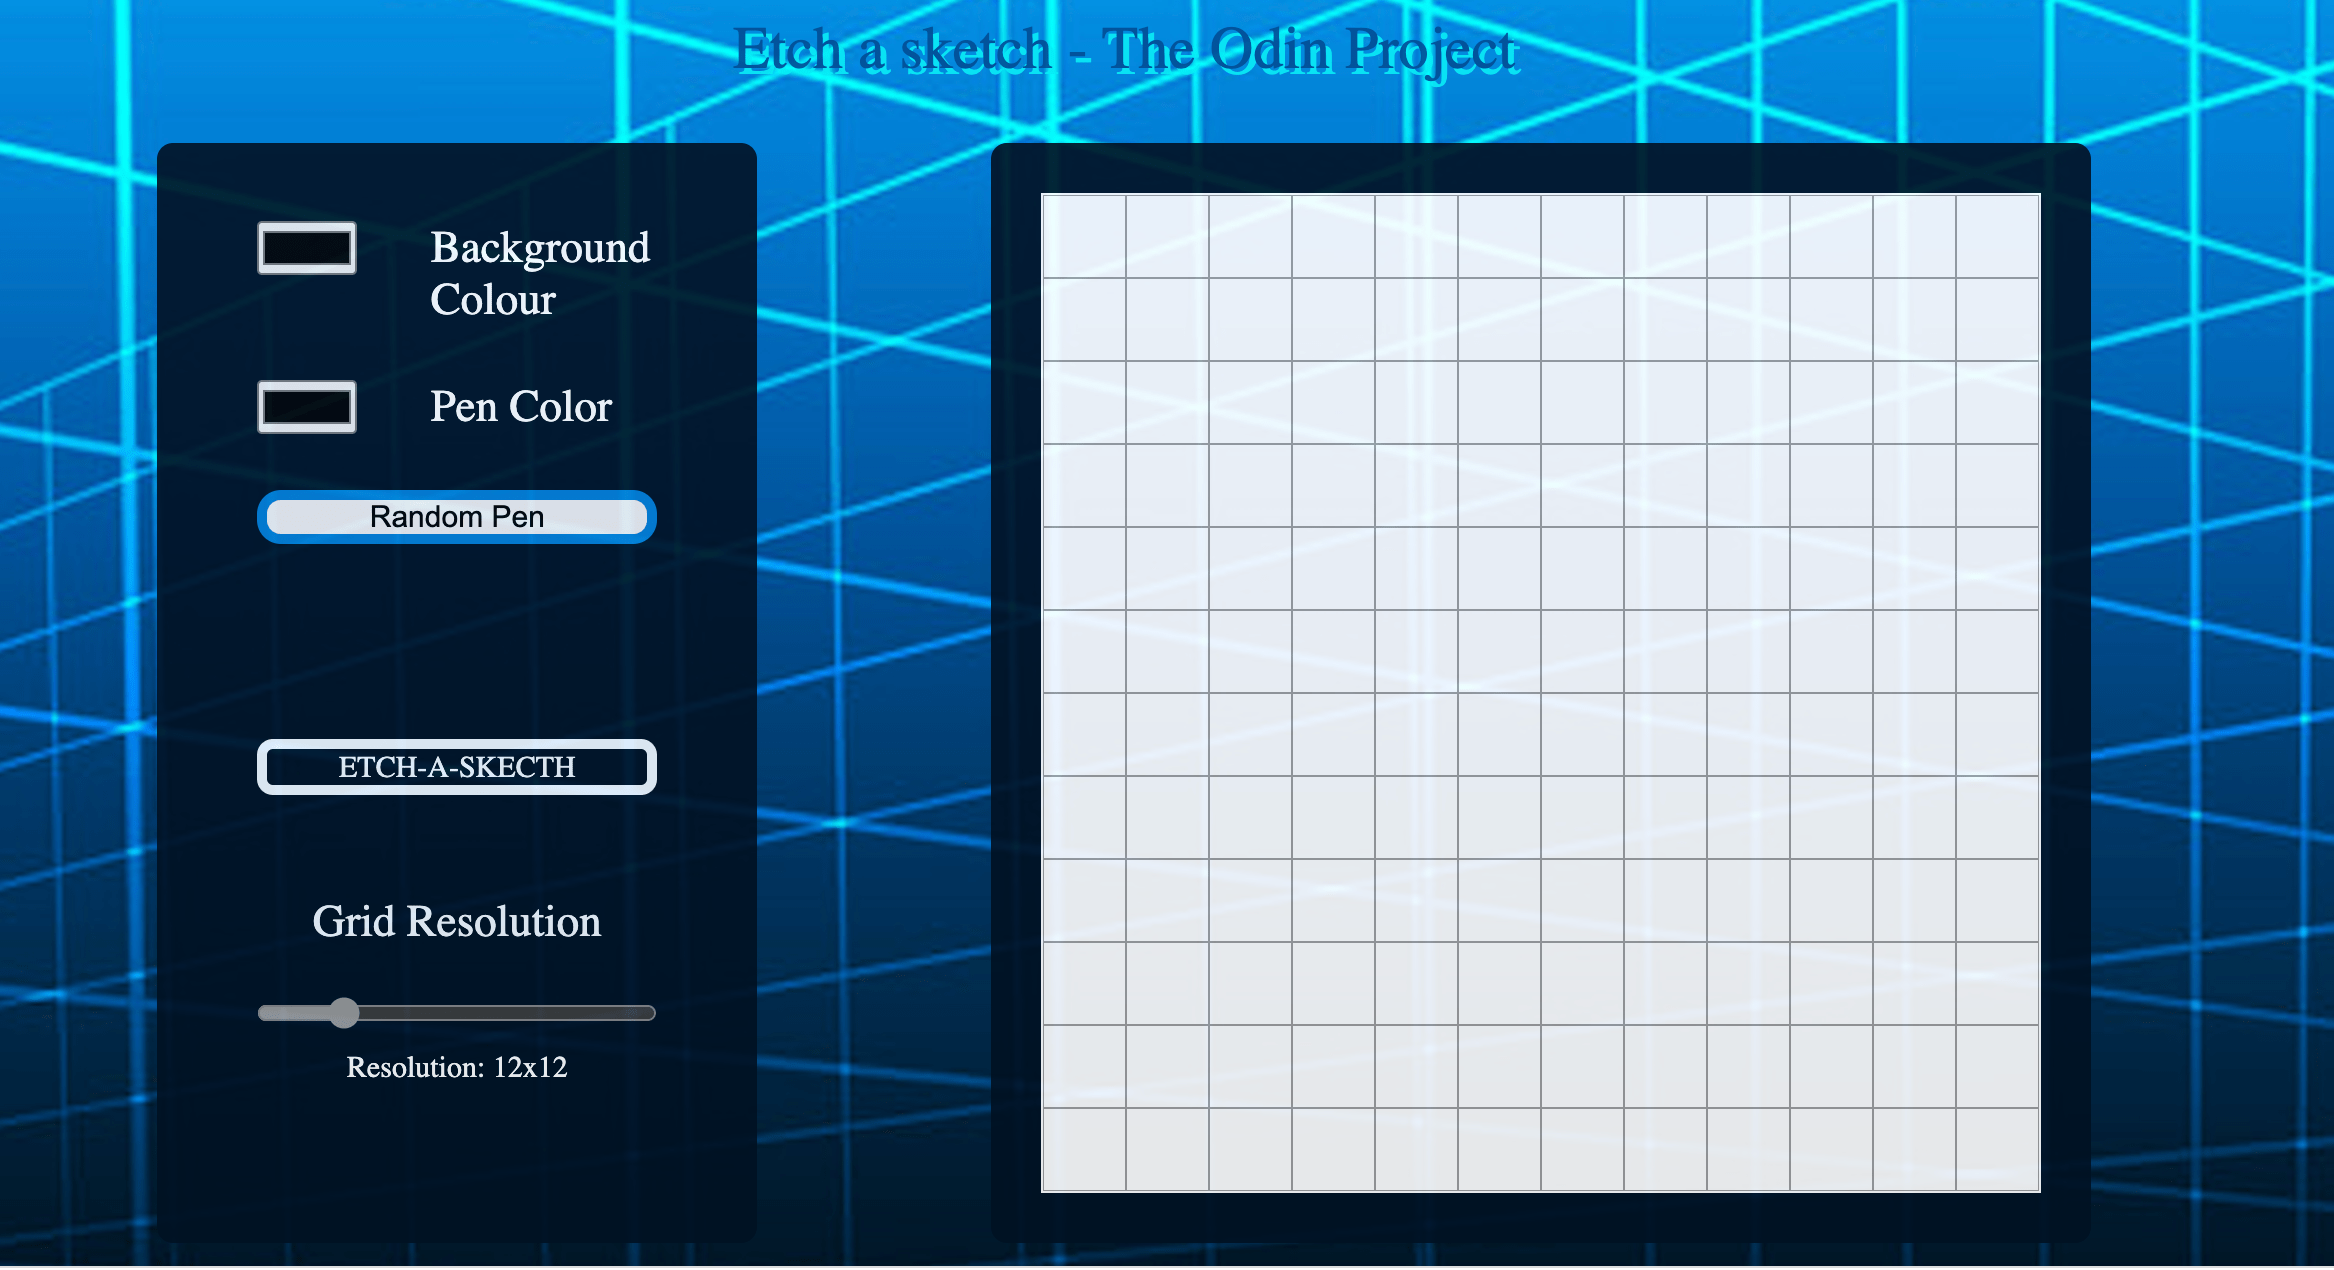 Etch a sketch - The Odin Project
Background
Colour
Pen Color
Random Pen
ETCH-A-SKECTH
Grid Resolution
Resolution: 12x12